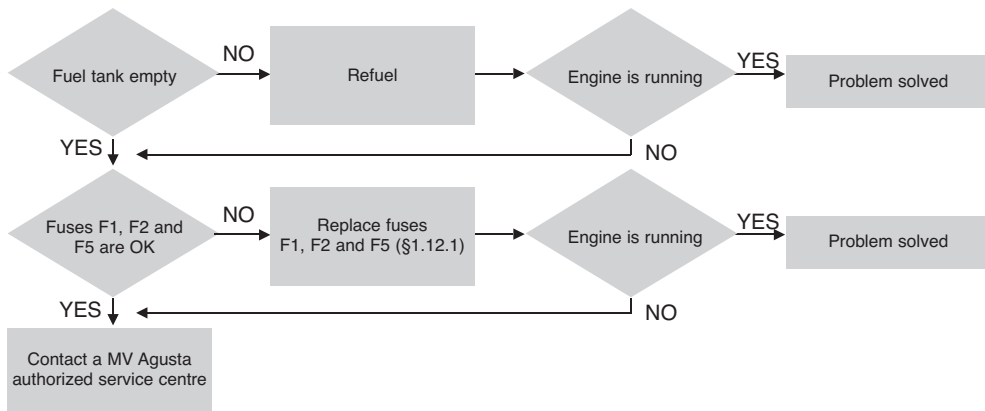 Fuel tank empty
NO
Refuel
Engine is running
YES
Problem solved
YES
NO
Fuses F1, F2 and
F5 are OK
NO
Replace fuses
F1, F2 and F5 (§1.12.1)
Engine is running
YES
Problem solved
YES
NO
Contact a MV Agusta
authorized service centre